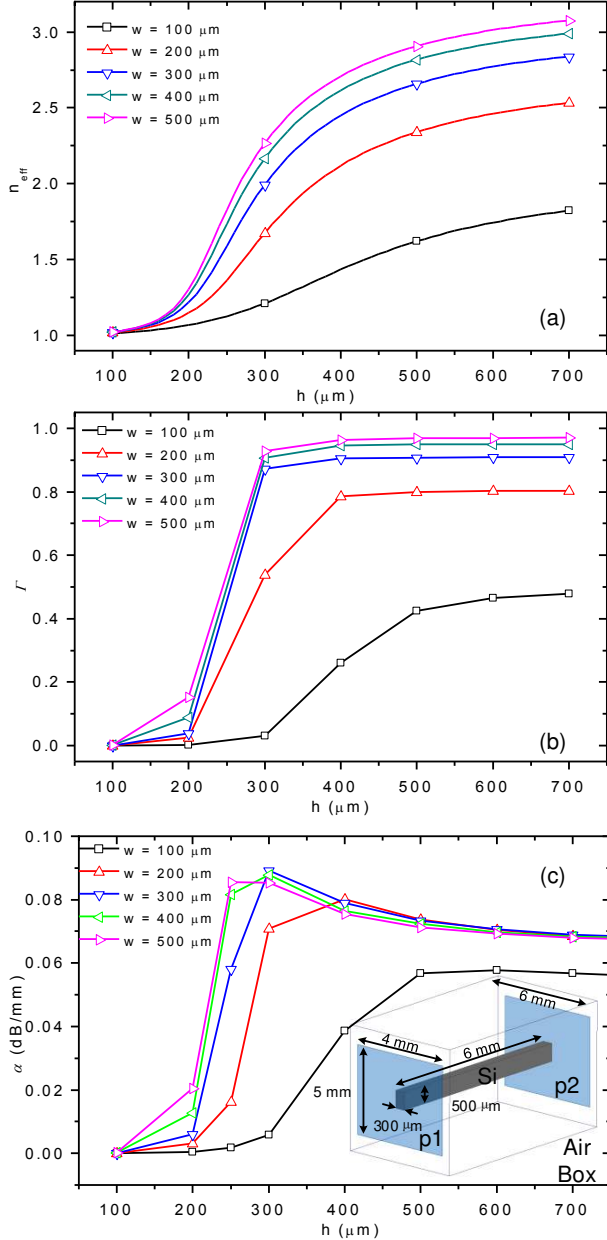 3.0
2.5
2.0
1.5
1.0
n eff
w = 100 μm
w = 200 μm
w = 300 μm
w = 400 μm
w = 500 μm
(a)
100 200 300 400 500 600 700
h (μm)
1.0
0.8
0.6
0.4
0.2
0.0
Γ
w = 100 μm
w = 200 μm
w = 300 μm
w = 400 μm
w = 500 μm
(b)
100 200 300 400 500 600 700
h (μm)
0.10
0.08
0.06
0.04
0.02
0.00
α (dB/mm)
w = 100 μm
w = 200 μm
w = 300 μm
w = 400 μm
w = 500 μm
(c)
6 mm
4 mm
6 mm
Si
5 mm
p2
500 μm
300 μm
p1
Air
Box
100 200 300 400 500 600 700
h (μm)